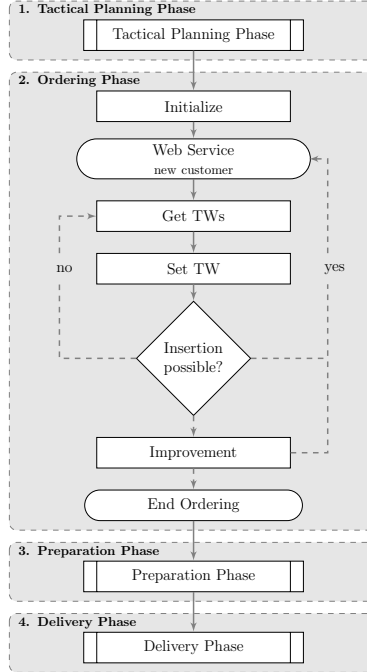 1. Tactical Planning Phase
Tactical Planning Phase
2. Ordering Phase
Initialize
Web Service
new customer
Get TWs
no
Set TW
yes
Insertion
possible?
Improvement
End Ordering
3. Preparation Phase
Preparation Phase
4. Delivery Phase
Delivery Phase